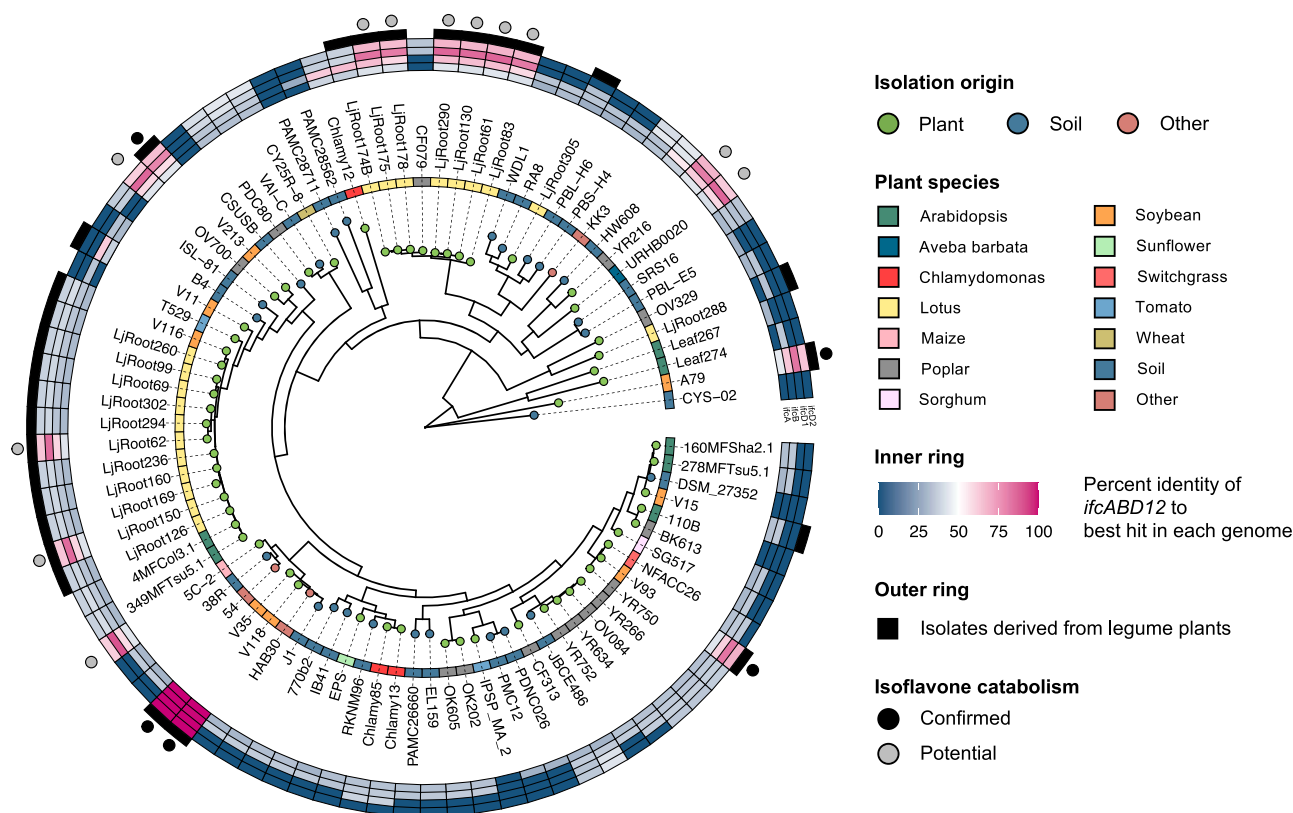 LjRoot260
LjRoot99
LjRoot69
LjRoot302
LjRoot294
LjRoot62
LjRoot236
LjRoot160
LjRoot169
LjRoot150
LjRoot126
4MFCol3.1
349MFTsu5.1
5C-2
38R
54
V35
V118
HAB30
J1
770b2
IB41
EPS
RKNM96
Chlamy85
Chlamy13
PAMC26660
EL159
OK605
OK202
IPSP_MA_2
PMC12
PDNC026
CF313
JBCE486
YR752
YR634
OV084
YR266
YR750
V93
NFACC26
SG517
BK613
110B
V15
DSM_27352
278MFTsu5.1
160MFSha2.1
V116
T529
V11
B4
ISL-81
OV700
V213
CSUSB
PDC80
VAI-C
CY25R-8
PAMC28711
PAMC28562
Chlamy12
LjRoot174B
LjRoot175
LjRoot178
CF079
LjRoot290
LjRoot130
LjRoot61
LjRoot83
WDL1
RA8
LjRoot305
PBL-H6
PBS-H4
KK3
HW608
YR216
URHB0020
SRS16
PBL-E5
OV329
LjRoot288
Leaf267
Leaf274
A79
CYS-02
ifcA
ifcB
ifcD1
ifcD2
Isolation origin
Plant Soil Other
Plant species
Arabidopsis Soybean
Aveba barbata Sunflower
Chlamydomonas Switchgrass
Lotus Tomato
Maize Wheat
Poplar Soil
Sorghum Other
Inner ring
0 25 50 75 100
Percent identity of
ifcABD12 to
best hit in each genome
Outer ring
Isolates derived from legume plants
Isoflavone catabolism
Confirmed
Potential